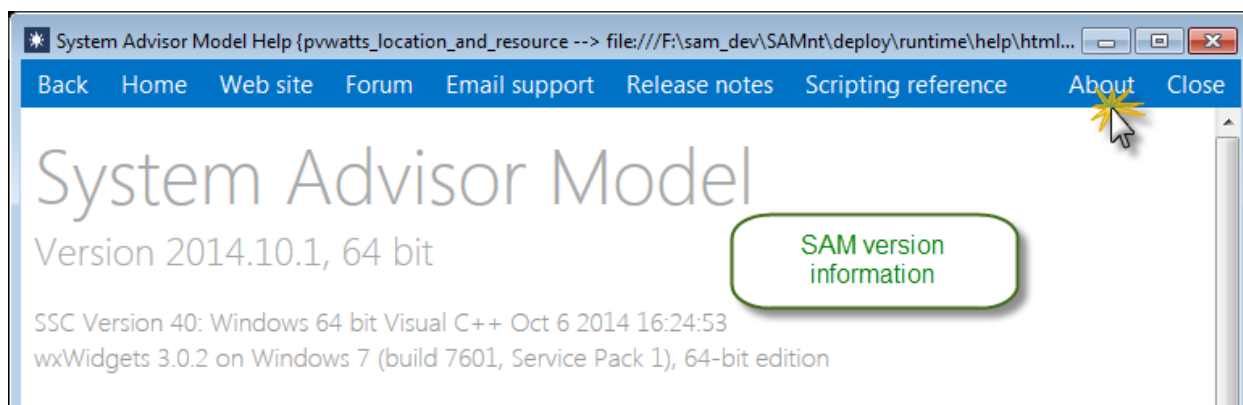 System Advisor Model Help {pvwatts_location_and_resource --> file:///F:\sam_dev\SAMnt\deploy\runtime\help\html...
Back Home Web site Forum Email support Release notes Scripting reference About Close
System Advisor Model
Version 2014.10.1, 64 bit
SAM version
information
SSC Version 40: Windows 64 bit Visual C++ Oct 6 2014 16:24:53
wxWidgets 3.0.2 on Windows 7 (build 7601, Service Pack 1), 64-bit edition